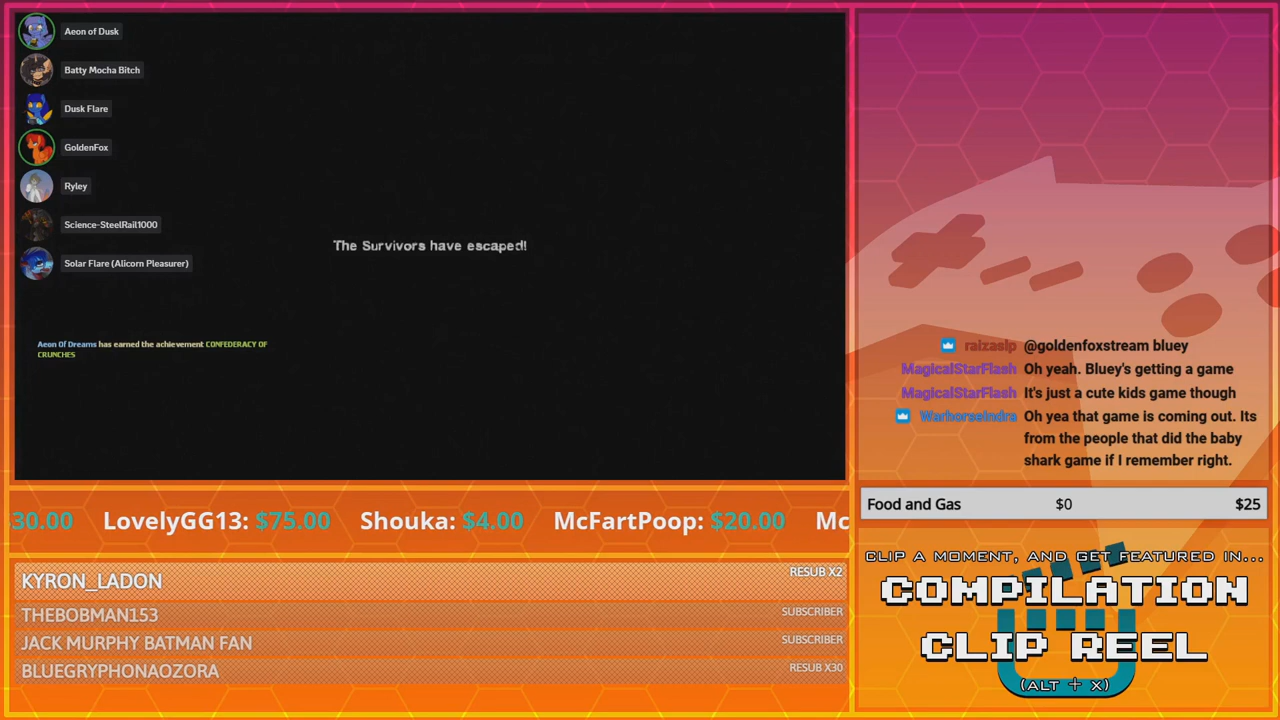 Aeon of Dusk
Batty Mocha Bitch
Dusk Flare
GoldenFox
Ryley
Science-SteelRail1000
Solar Flare (Alicorn Pleasurer)
The Survivors have escaped!
Aeon Of Dreams has earned the achievement CONFEDERACY OF
CRUNCHES
raizasip @goldenfoxstream bluey
MagicalStarFlash Oh yeah. Bluey's getting a game
MagicalStarFlash It's just a cute kids game though
WarhorseIndra Oh yea that game is coming out. Its
from the people that did the baby
shark game if I remember right.
Food and Gas $0 $25
30.00 LovelyGG13: $75.00 Shouka: $4.00 McFartPoop: $20.00 Mc
KYRON_LADON RESUB X2
THEBOBMAN153 SUBSCRIBER
JACK MURPHY BATMAN FAN SUBSCRIBER
BLUEGRYPHONAOZORA RESUB X30
CLIP A MOMENT, AND GET FEATURED IN...
COMPILATION
CLIP REEL
(ALT + X)